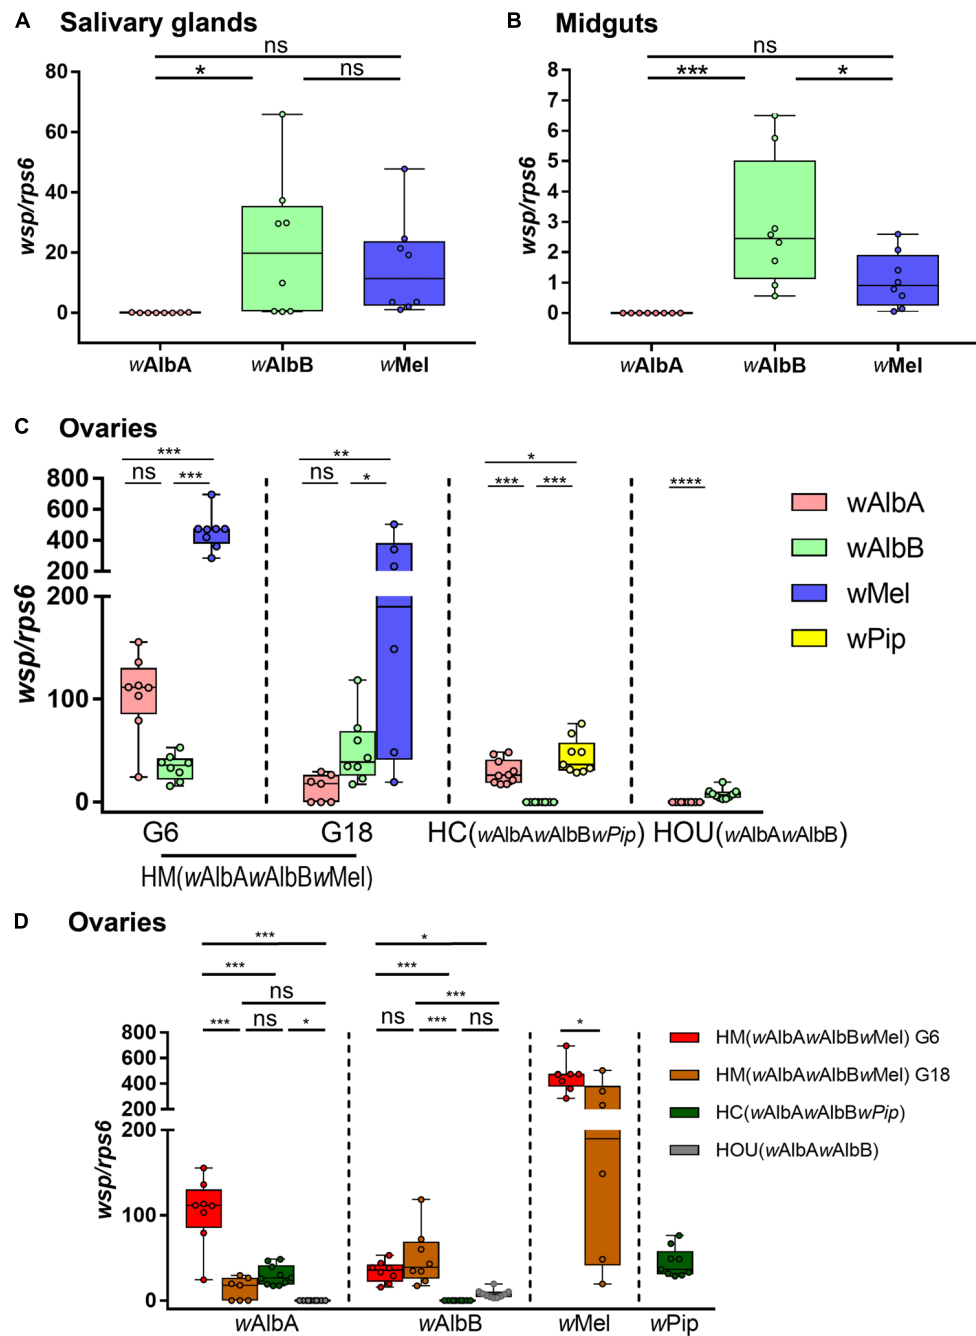 A Salivary glands
ns
* ns
80
60
40
20
0
wsp/rps6
wAlbA wAlbB wMel
B Midguts
ns
*** *
8
7
6
5
4
3
2
1
0
wsp/rps6
wAlbA wAlbB wMel
C Ovaries
*** ** *
ns *** ns * *** *** ****
800
600
400
200
200
100
0
wsp/rps6
wAlbA
wAlbB
wMel
wPip
G6 G18 HC(wAlbAwAlbBwPip) HOU(wAlbAwAlbB)
HM(wAlbAwAlbBwMel)
D Ovaries
*** *
*** ***
ns ***
*** ns * ns *** ns *
800
600
400
200
200
100
0
wsp/rps6
HM(wAlbAwAlbBwMel) G6
HM(wAlbAwAlbBwMel) G18
HC(wAlbAwAlbBwPip)
HOU(wAlbAwAlbB)
wAlbA wAlbB wMel wPip